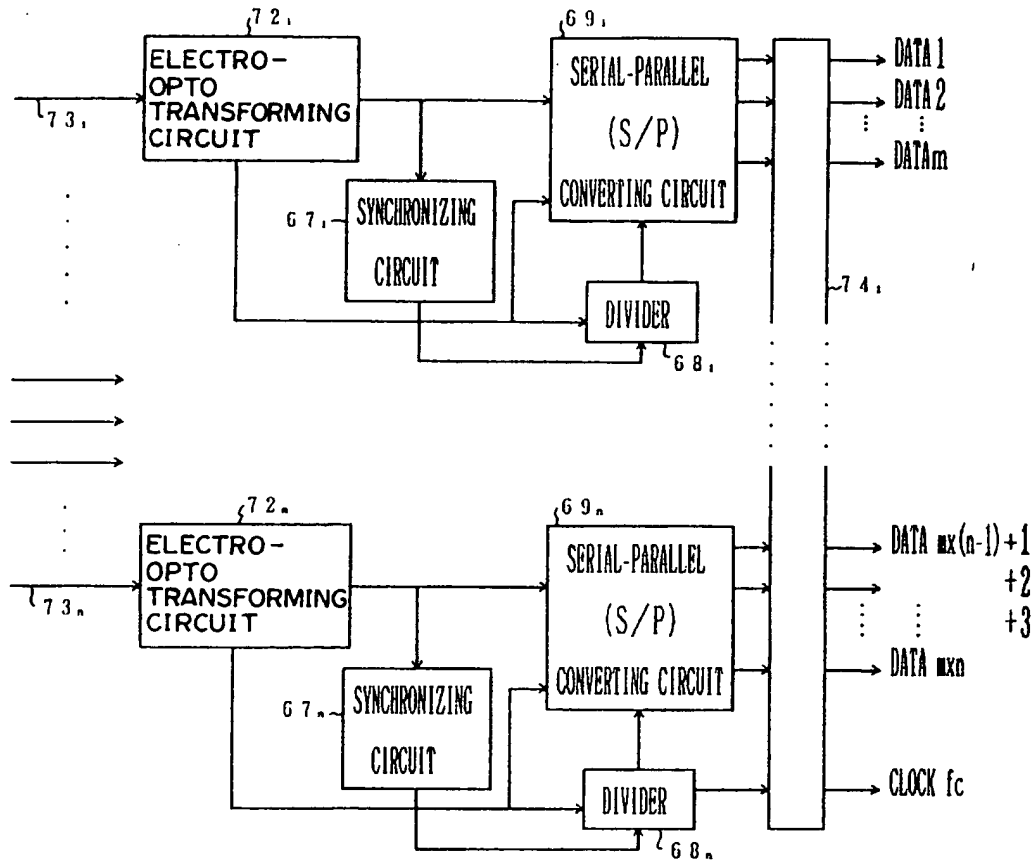 72₁
ELECTRO-
OPTO
TRANSFORMING
CIRCUIT
73₁
67₁
SYNCHRONIZING
CIRCUIT
69₁
SERIAL-PARALLEL
(S/P)
CONVERTING CIRCUIT
DIVIDER
68₁
DATA 1
DATA 2
DATA m
74₁
72ₙ
ELECTRO-
OPTO
TRANSFORMING
CIRCUIT
73ₙ
67ₙ
SYNCHRONIZING
CIRCUIT
69ₙ
SERIAL-PARALLEL
(S/P)
CONVERTING CIRCUIT
DIVIDER
68ₙ
DATA mx(n-1)+1
+2
+3
DATA mxn
CLOCK fc